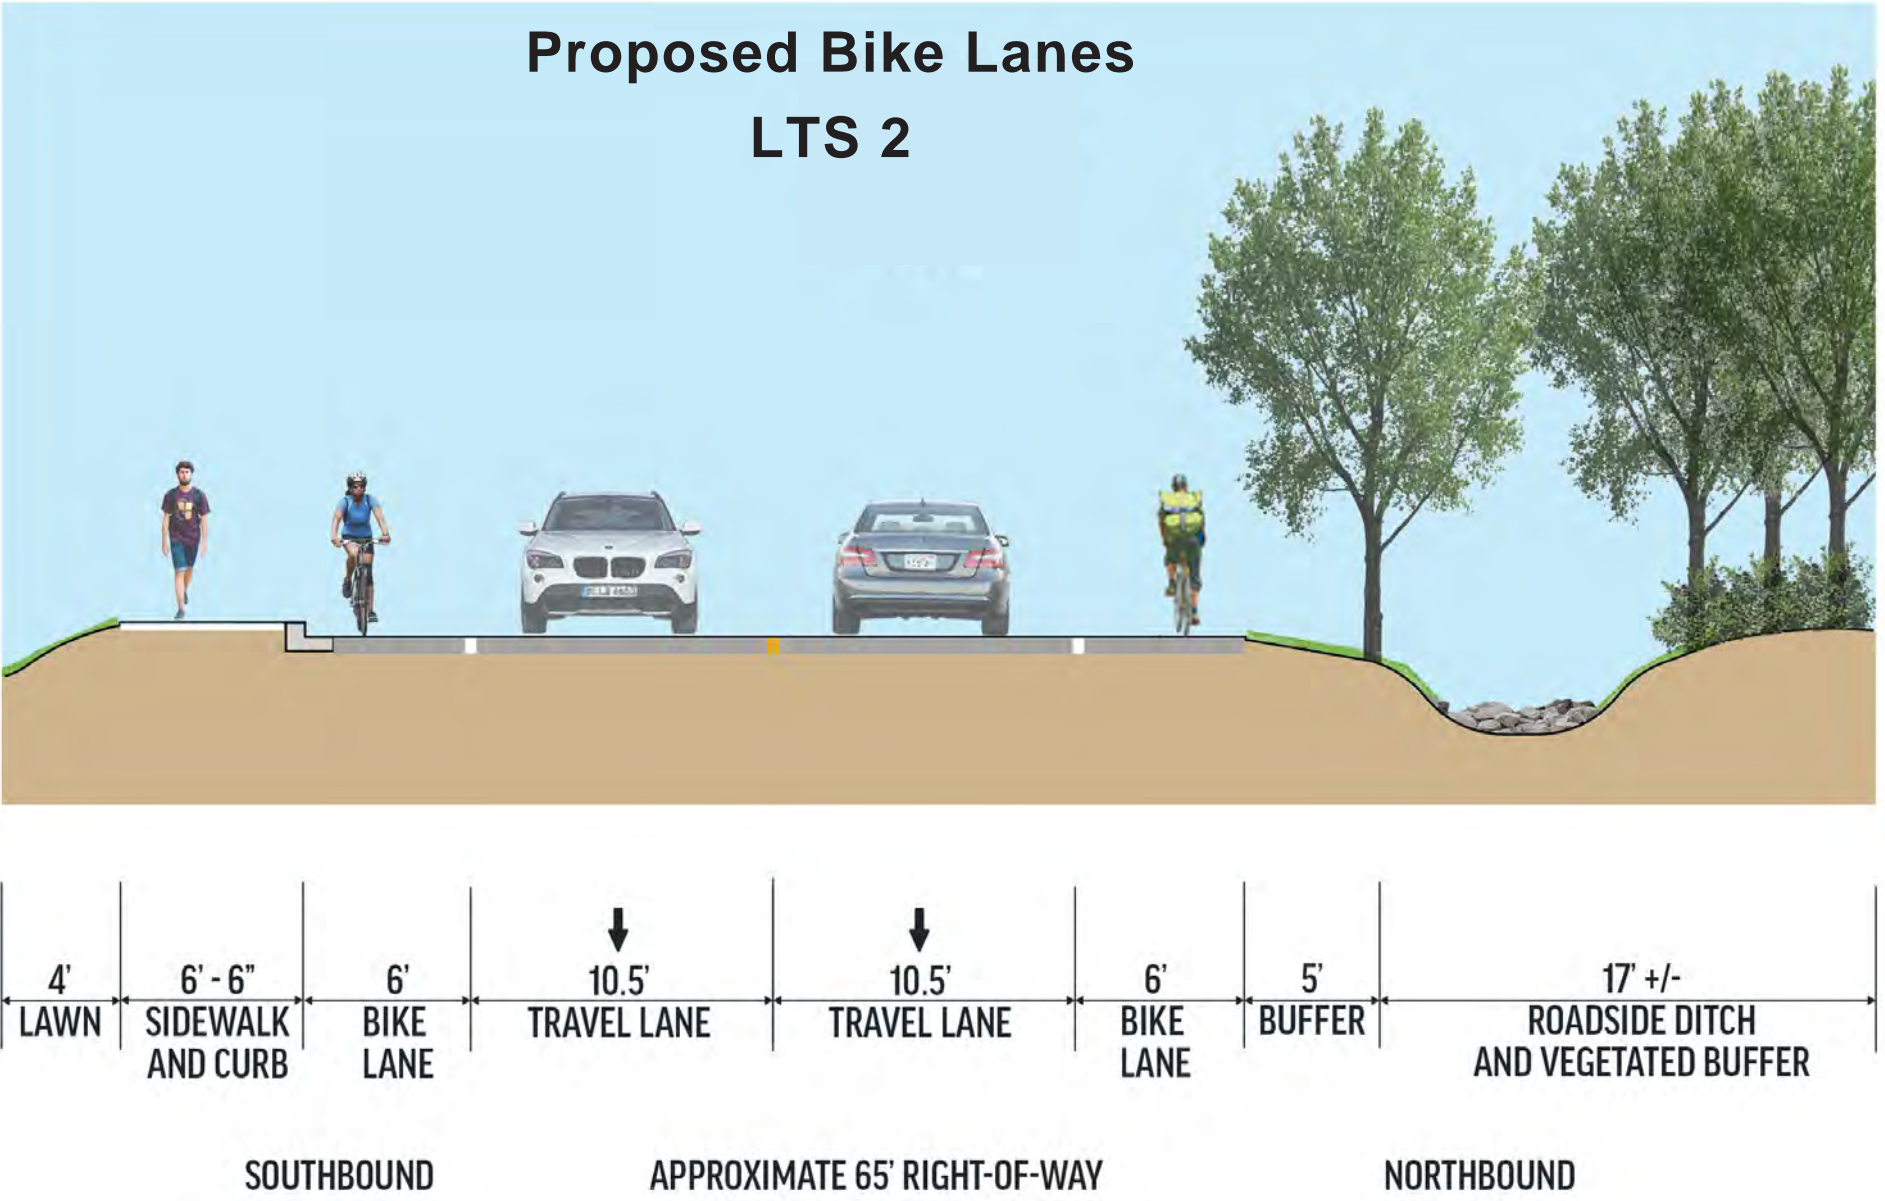 Proposed Bike Lanes
LTS 2
4’
LAWN
6’ - 6”
SIDEWALK
AND CURB
6’
BIKE
LANE
10.5’
TRAVEL LANE
10.5’
TRAVEL LANE
6’
BIKE
LANE
5’
BUFFER
17’ +/-
ROADSIDE DITCH
AND VEGETATED BUFFER
SOUTHBOUND
APPROXIMATE 65’ RIGHT-OF-WAY
NORTHBOUND